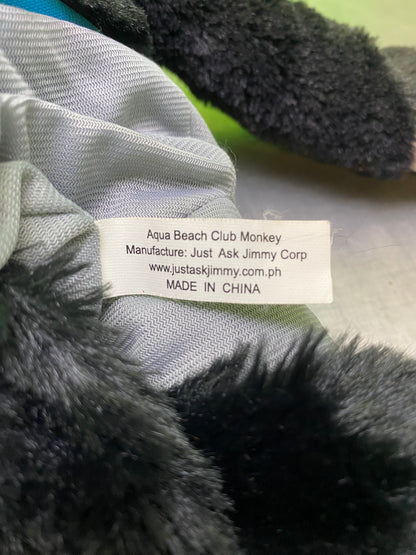 Aqua Beach Club Monkey
Manufacture: Just Ask Jimmy Corp
www.justaskjimmy.com.ph
MADE IN CHINA